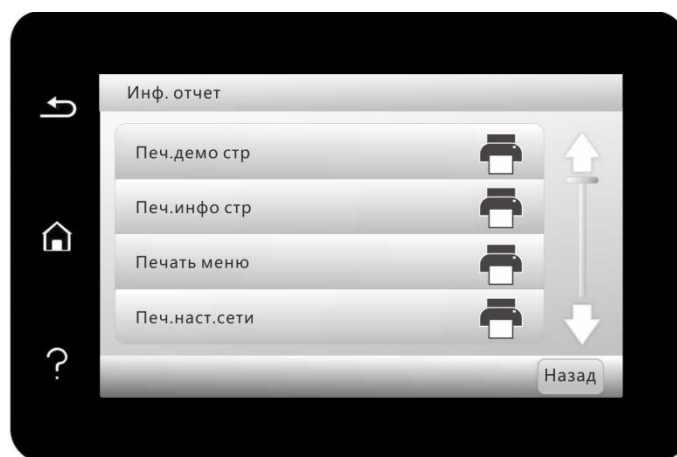 Инф. отчет
Печ.демо стр
Печ.инфо стр
Печать меню
Печ.наст.сети
Назад